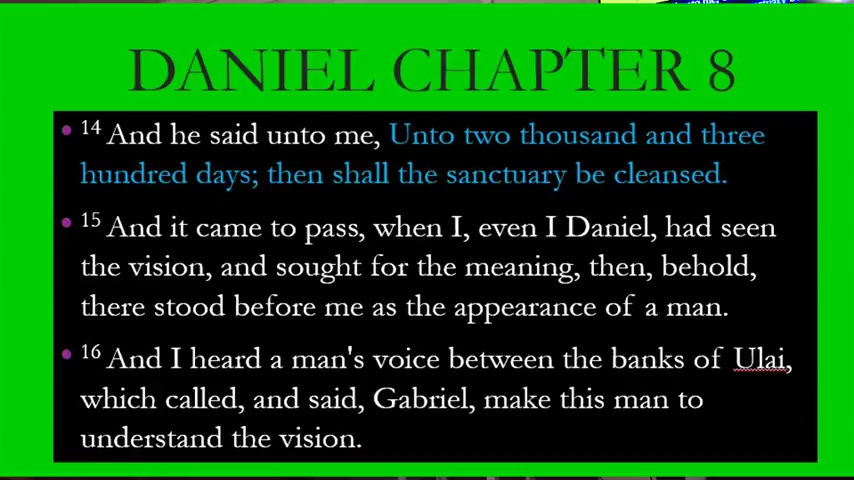 DANIEL CHAPTER 8
• 14 And he said unto me, Unto two thousand and three
hundred days; then shall the sanctuary be cleansed.
• 15 And it came to pass, when I, even I Daniel, had seen
the vision, and sought for the meaning, then, behold,
there stood before me as the appearance of a man.
• 16 And I heard a man's voice between the banks of Ulai,
which called, and said, Gabriel, make this man to
understand the vision.